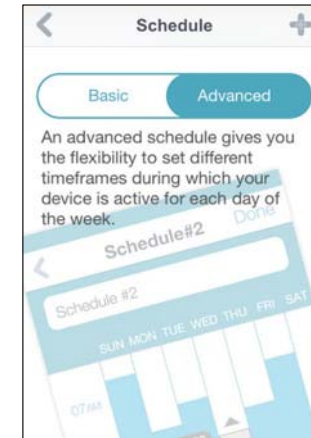 Schedule
Basic Advanced
An advanced schedule gives you
the flexibility to set different
timeframes during which your
device is active for each day of
the week.
Done
Schedule#2
Schedule #2
SUN MON TUE WED THU FRI SAT
07AM